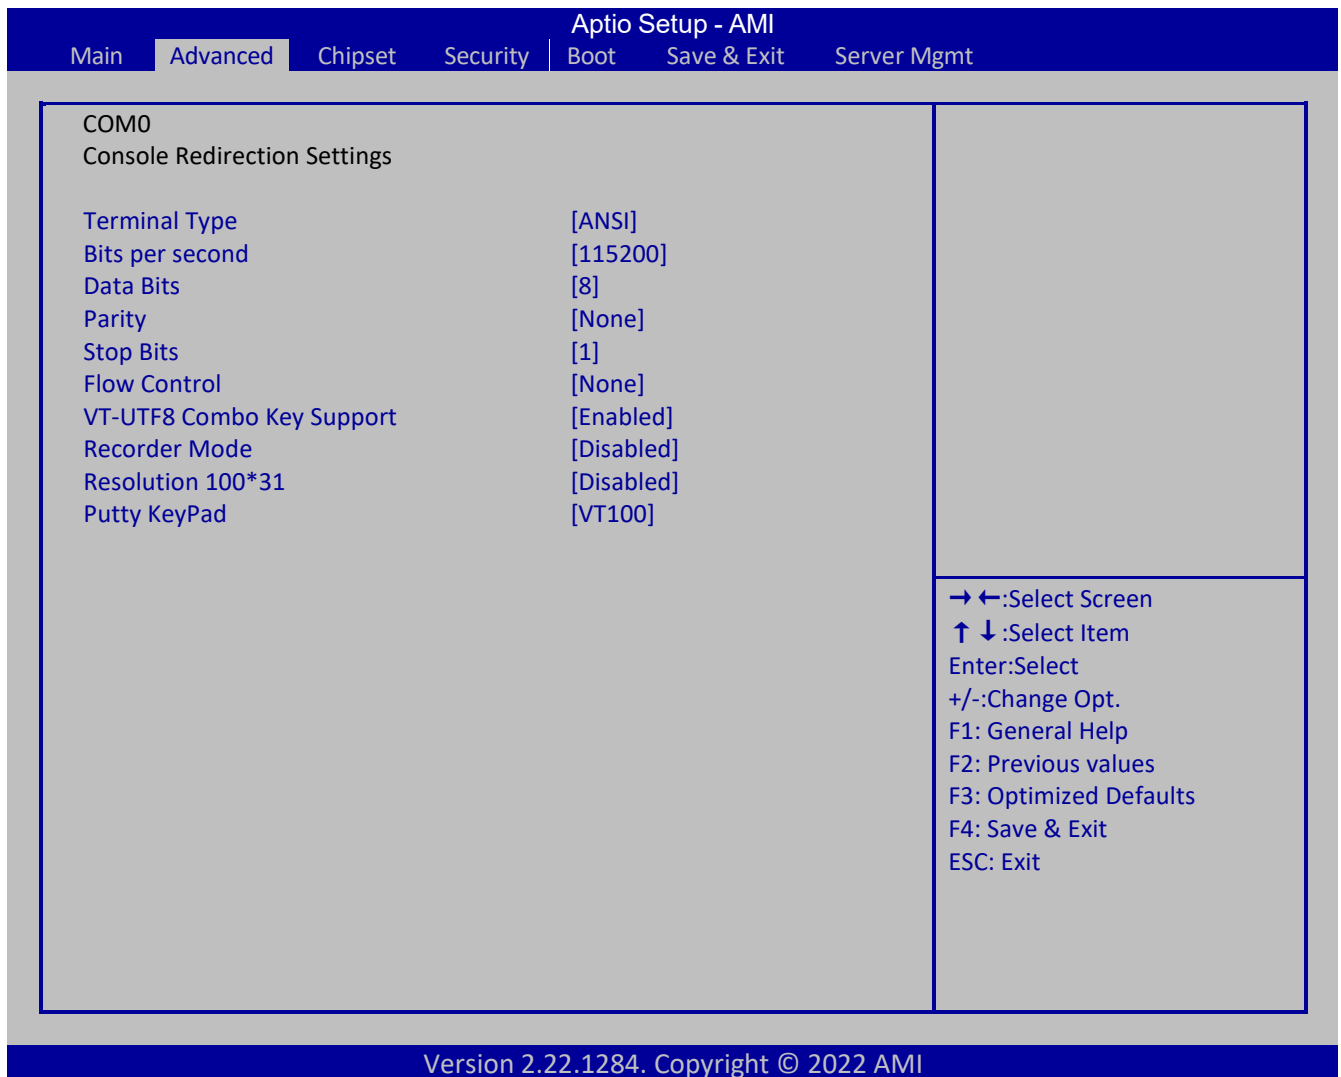 Aptio Setup - AMI
Main Advanced Chipset Security Boot Save & Exit Server Mgmt
COM0
Console Redirection Settings
Terminal Type [ANSI]
Bits per second [115200]
Data Bits [8]
Parity [None]
Stop Bits [1]
Flow Control [None]
VT-UTF8 Combo Key Support [Enabled]
Recorder Mode [Disabled]
Resolution 100*31 [Disabled]
Putty KeyPad [VT100]
→ ←:Select Screen
↑ ↓ :Select Item
Enter:Select
+/-:Change Opt.
F1: General Help
F2: Previous values
F3: Optimized Defaults
F4: Save & Exit
ESC: Exit
Version 2.22.1284. Copyright © 2022 AMI